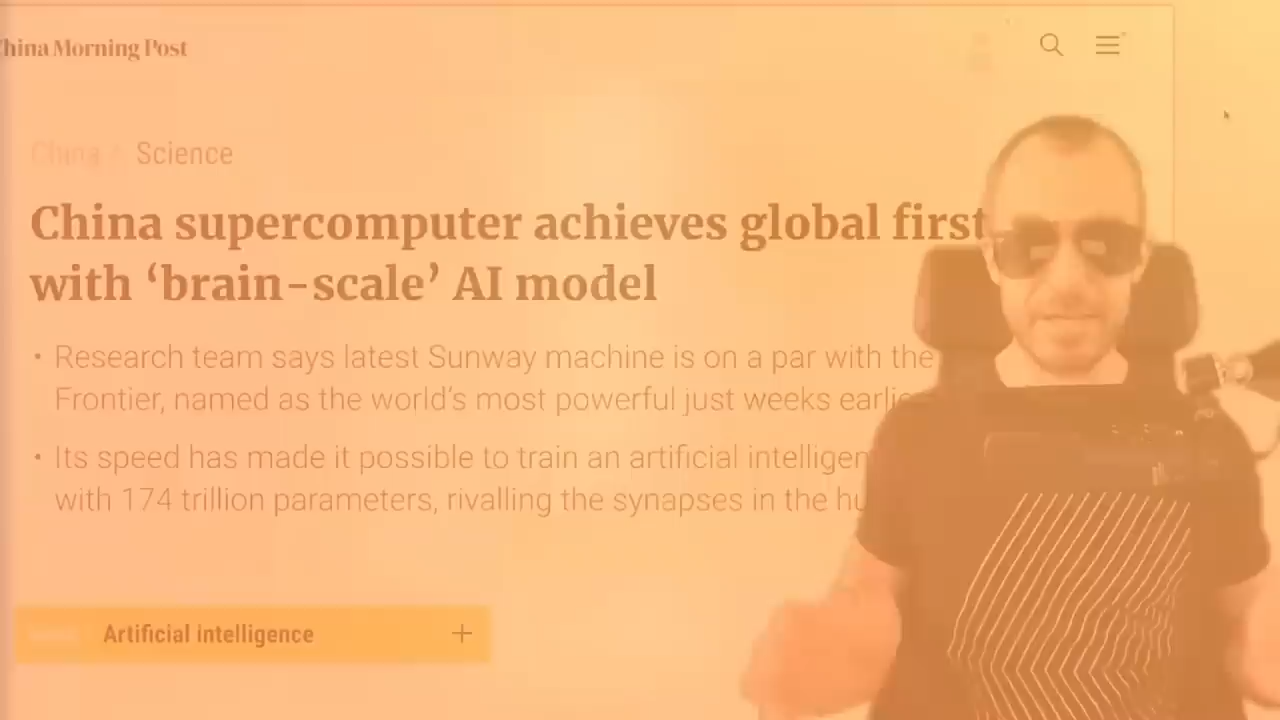 China Morning Post
China / Science
China supercomputer achieves global first
with ‘brain-scale’ AI model
• Research team says latest Sunway machine is on a par with the
Frontier, named as the world’s most powerful just weeks
• Its speed has made it possible to train an artificial
with 174 trillion parameters, rivalling the synapses in the
Artificial intelligence +